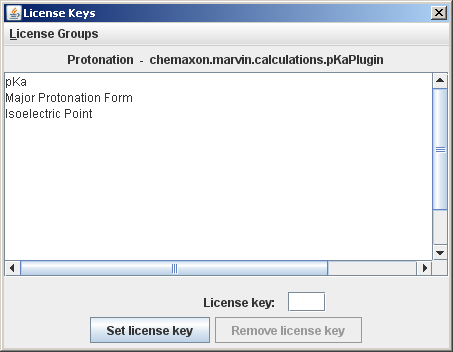 License Keys
License Groups
Protonation - chemaxon.marvin.calculations.pKaPlugin
pKa
Major Protonation Form
Isoelectric Point
License key:
Set license key Remove license key